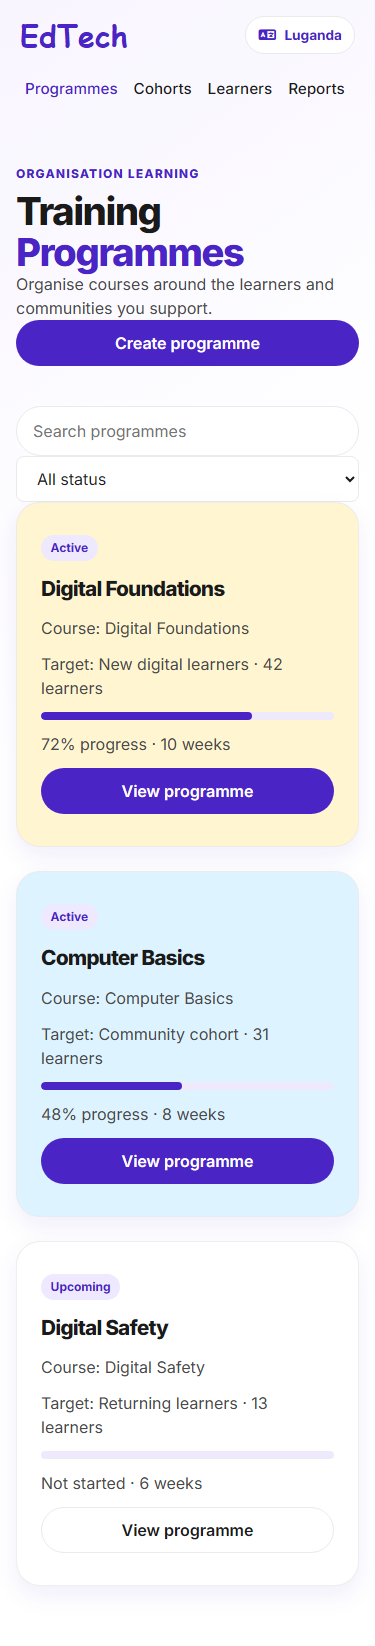 EdTech
Luganda
Programmes Cohorts Learners Reports
ORGANISATION LEARNING
Training
Programmes
Organise courses around the learners and
communities you support.
Create programme
Search programmes
All status
Active
Digital Foundations
Course: Digital Foundations
Target: New digital learners · 42
learners
72% progress · 10 weeks
View programme
Active
Computer Basics
Course: Computer Basics
Target: Community cohort · 31
learners
48% progress · 8 weeks
View programme
Upcoming
Digital Safety
Course: Digital Safety
Target: Returning learners · 13
learners
Not started · 6 weeks
View programme